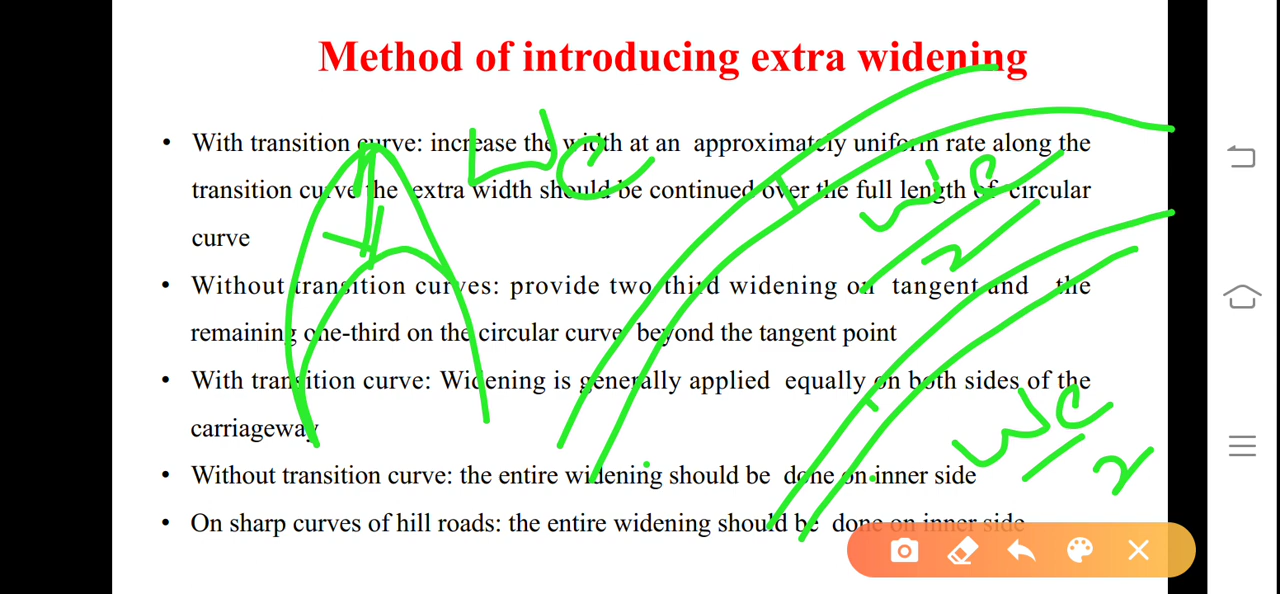 Method of introducing extra widening
• With transition curve: increase the width at an approximately uniform rate along the
transition curve the extra width should be continued over the full length of circular
curve
• Without transition curves: provide two third widening on tangent and the
remaining one-third on the circular curve beyond the tangent point
• With transition curve: Widening is generally applied equally on both sides of the
carriageway
• Without transition curve: the entire widening should be done on inner side
• On sharp curves of hill roads: the entire widening should be done on inner side